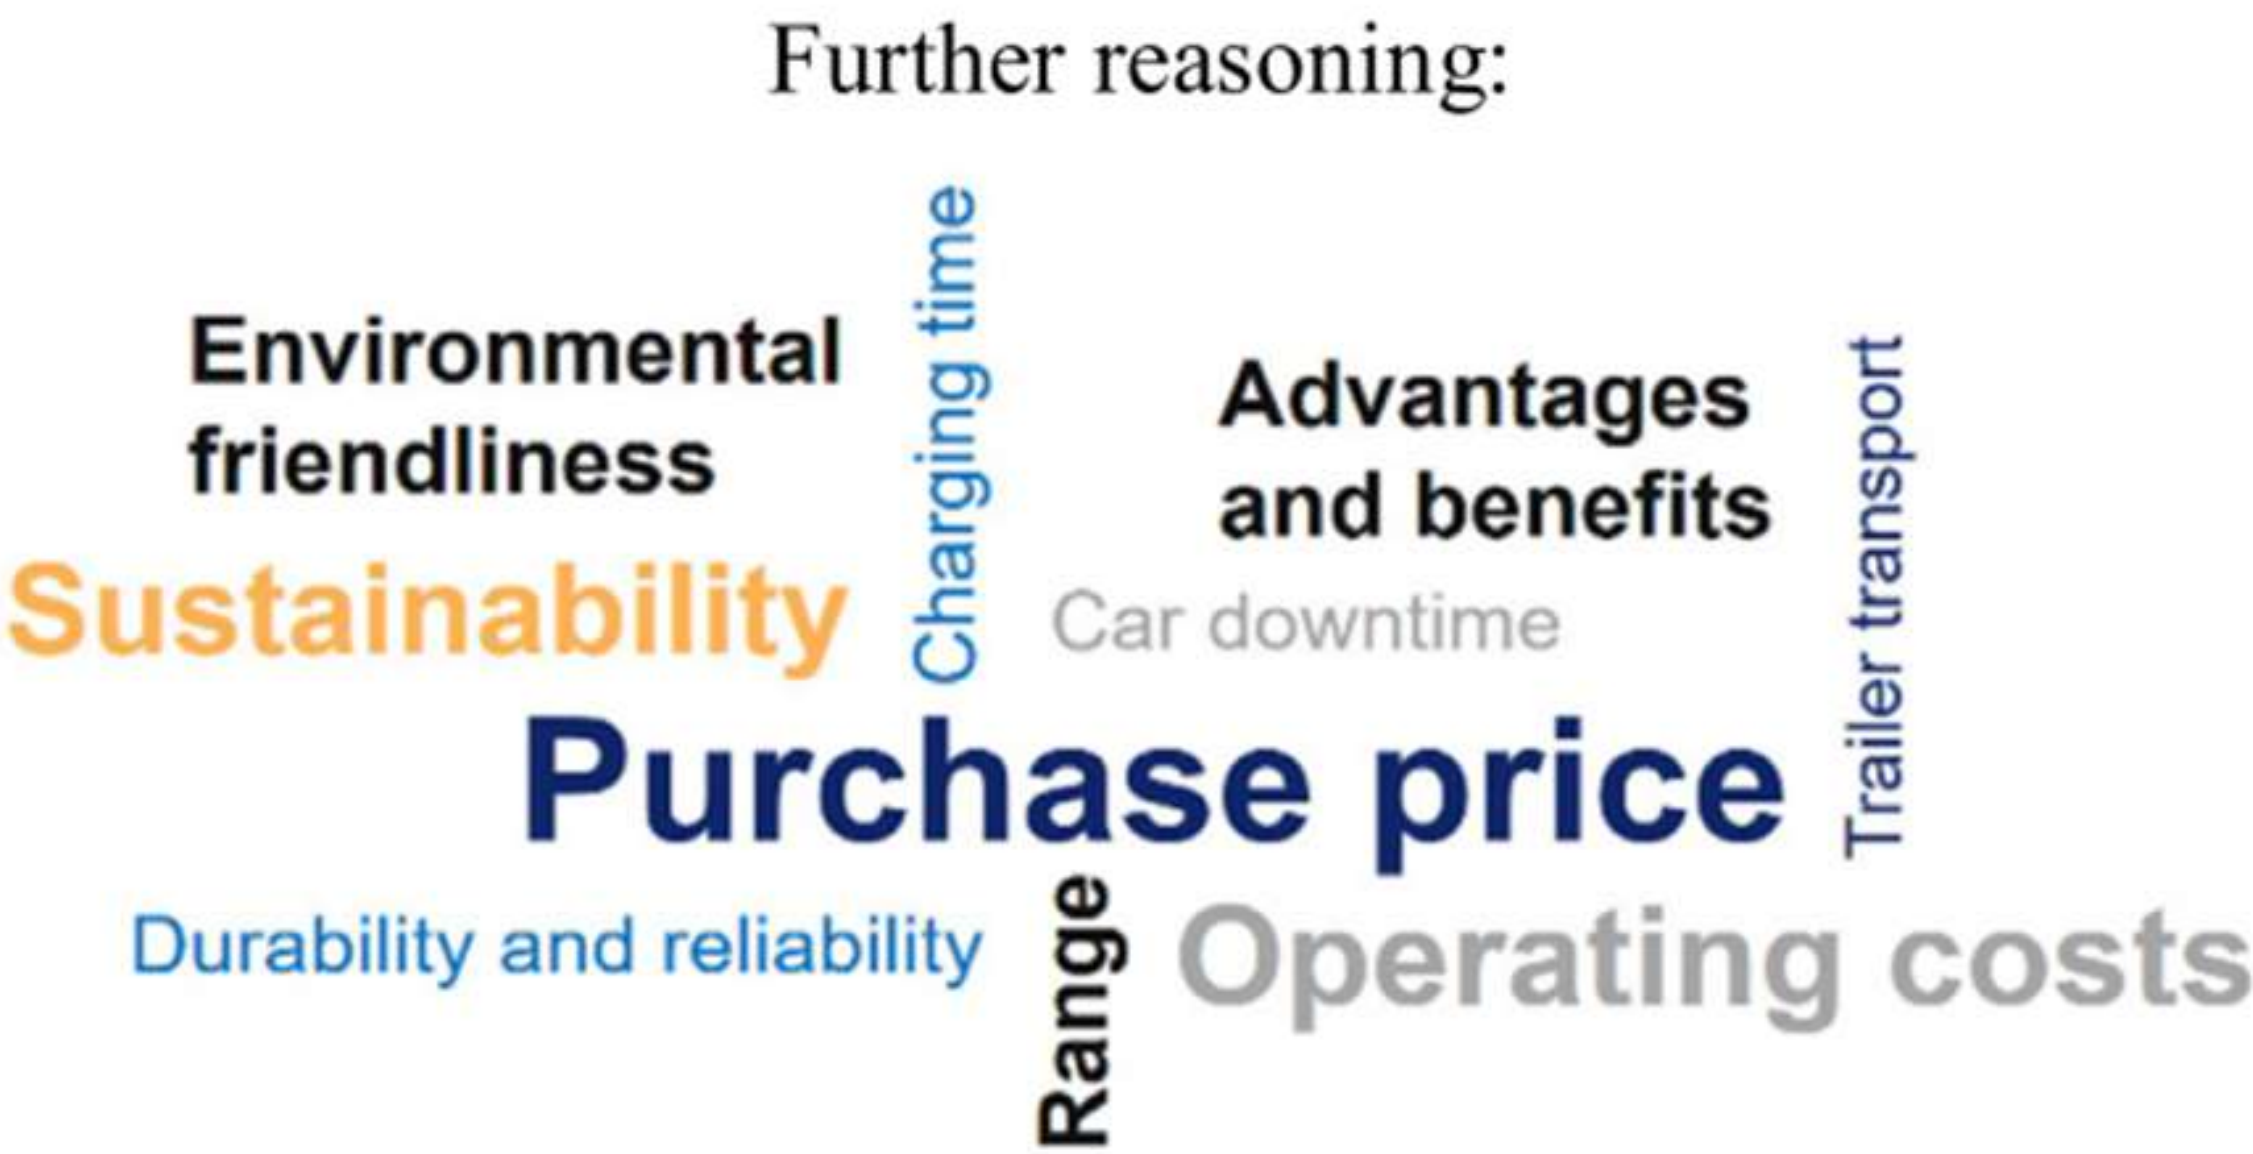 Further reasoning:
Environmental
friendliness
Charging time
Advantages
and benefits
Trailer transport
Sustainability
Car downtime
Purchase price
Durability and reliability
Range
Operating costs